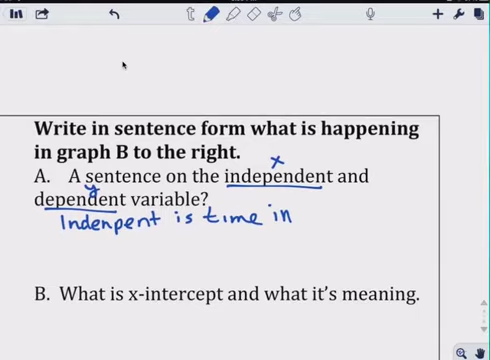 Write in sentence form what is happening
in graph B to the right.
x
A. A sentence on the independent and
y
dependent variable?
Indenpent is time in
B. What is x-intercept and what it's meaning.